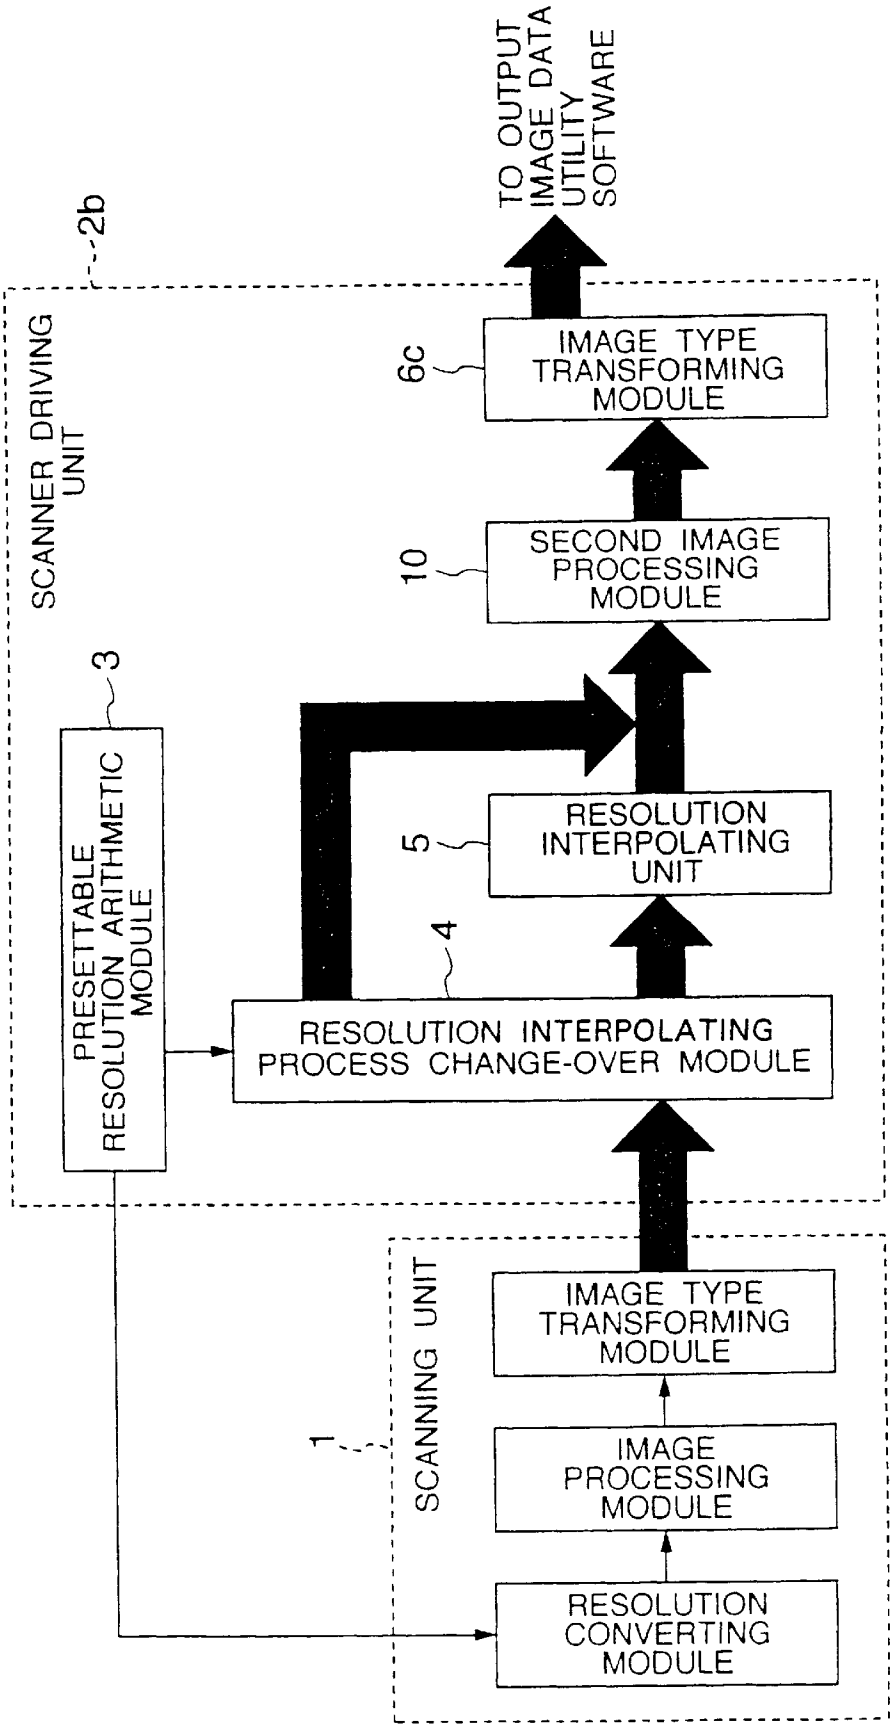 TO OUTPUT
IMAGE DATA
UTILITY
SOFTWARE
2b
SCANNER DRIVING
UNIT
6c
IMAGE TYPE
TRANSFORMING
MODULE
10
SECOND IMAGE
PROCESSING
MODULE
3
PRESETTABLE
RESOLUTION ARITHMETIC
MODULE
5
RESOLUTION
INTERPOLATING
UNIT
4
RESOLUTION INTERPOLATING
PROCESS CHANGE-OVER MODULE
1
SCANNING UNIT
IMAGE TYPE
TRANSFORMING
MODULE
IMAGE
PROCESSING
MODULE
RESOLUTION
CONVERTING
MODULE